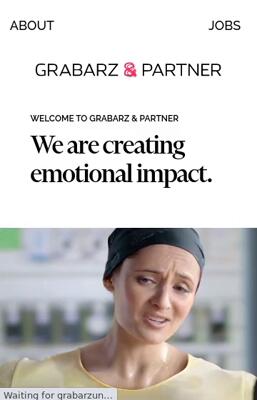 ABOUT JOBS
GRABARZ & PARTNER
WELCOME TO GRABARZ & PARTNER
We are creating
emotional impact.
Waiting for grabarzun...